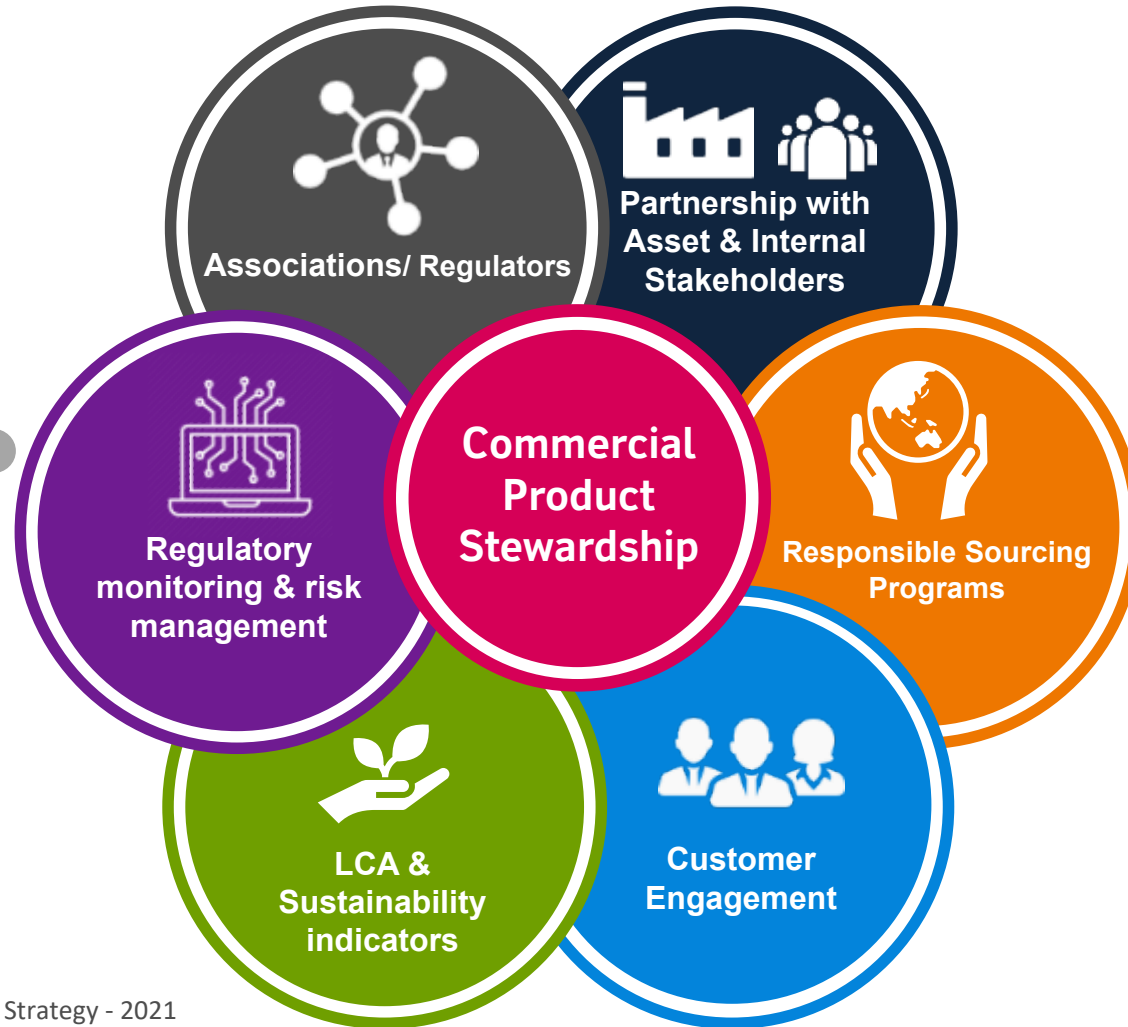 Associations/ Regulators
Partnership with
Asset & Internal
Stakeholders
Commercial
Product
Stewardship
Regulatory
monitoring & risk
management
Responsible Sourcing
Programs
LCA &
Sustainability
indicators
Customer
Engagement
Strategy - 2021